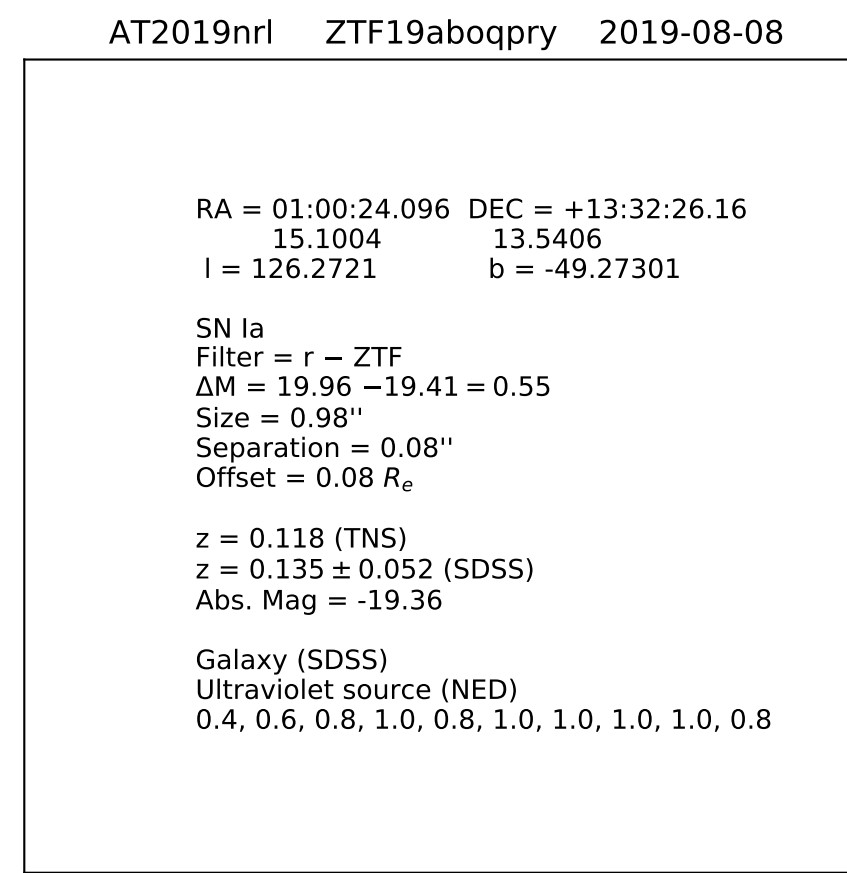 AT2019nrl ZTF19aboqpry 2019-08-08
RA = 01:00:24.096 DEC = +13:32:26.16
15.1004 13.5406
l = 126.2721 b = -49.27301
SN Ia
Filter = r − ZTF
ΔM = 19.96 −19.41 = 0.55
Size = 0.98''
Separation = 0.08''
Offset = 0.08 Re
z = 0.118 (TNS)
z = 0.135 ± 0.052 (SDSS)
Abs. Mag = -19.36
Galaxy (SDSS)
Ultraviolet source (NED)
0.4, 0.6, 0.8, 1.0, 0.8, 1.0, 1.0, 1.0, 1.0, 0.8